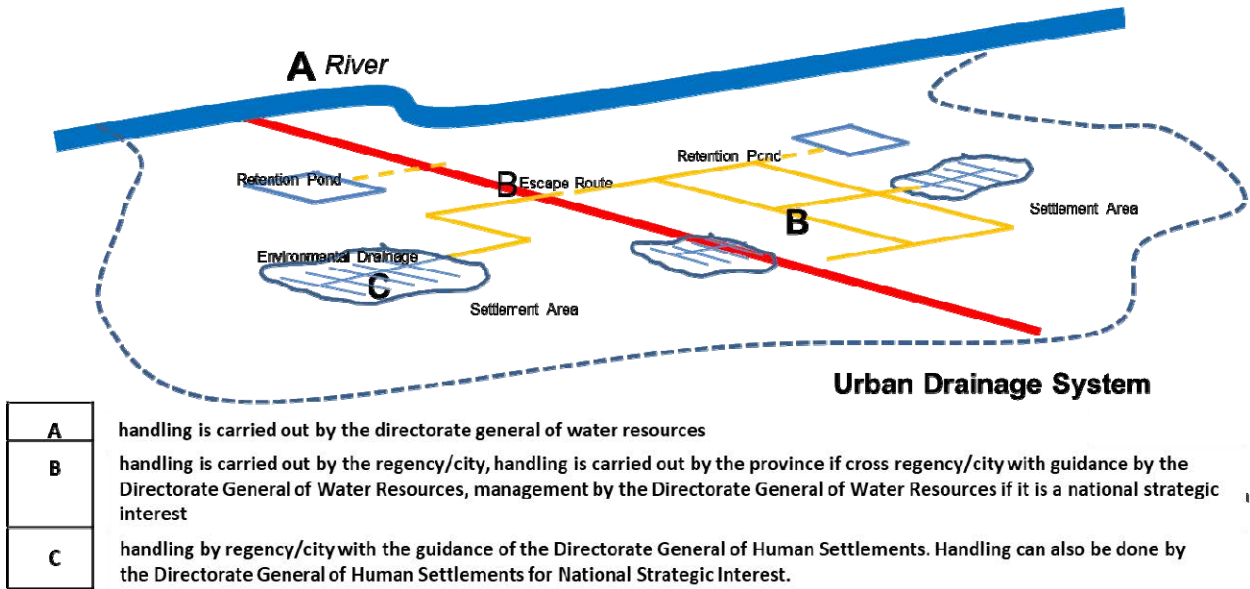 A River
Retention Pond
Retention Pond
B Escape Route
B
Settlement Area
Environmental Drainage
C
Settlement Area
Urban Drainage System
A handling is carried out by the directorate general of water resources
B handling is carried out by the regency/city, handling is carried out by the province if cross regency/city with guidance by the
Directorate General of Water Resources, management by the Directorate General of Water Resources if it is a national strategic
interest
C handling by regency/city with the guidance of the Directorate General of Human Settlements. Handling can also be done by
the Directorate General of Human Settlements for National Strategic Interest.